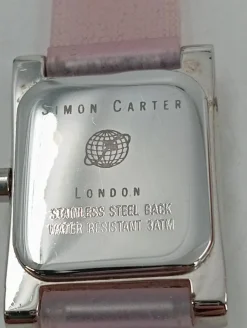 SIMON CARTER
LONDON
STAINLESS STEEL BACK
WATER RESISTANT 3ATM